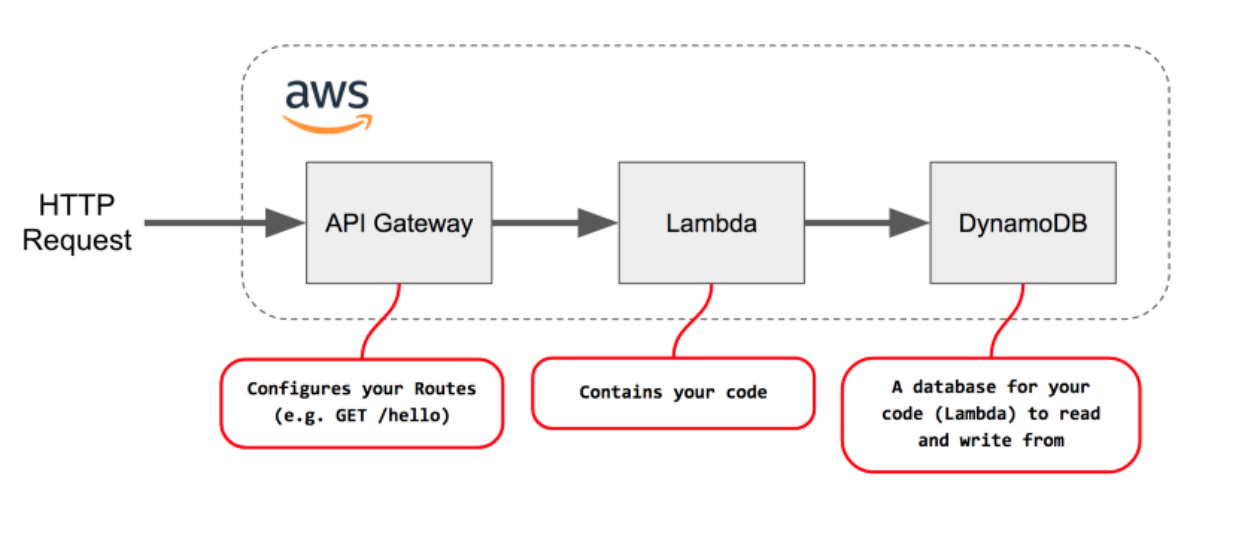 aws
HTTP
Request
API Gateway
Lambda
DynamoDB
Configures your Routes
(e.g. GET /hello)
Contains your code
A database for your
code (Lambda) to read
and write from